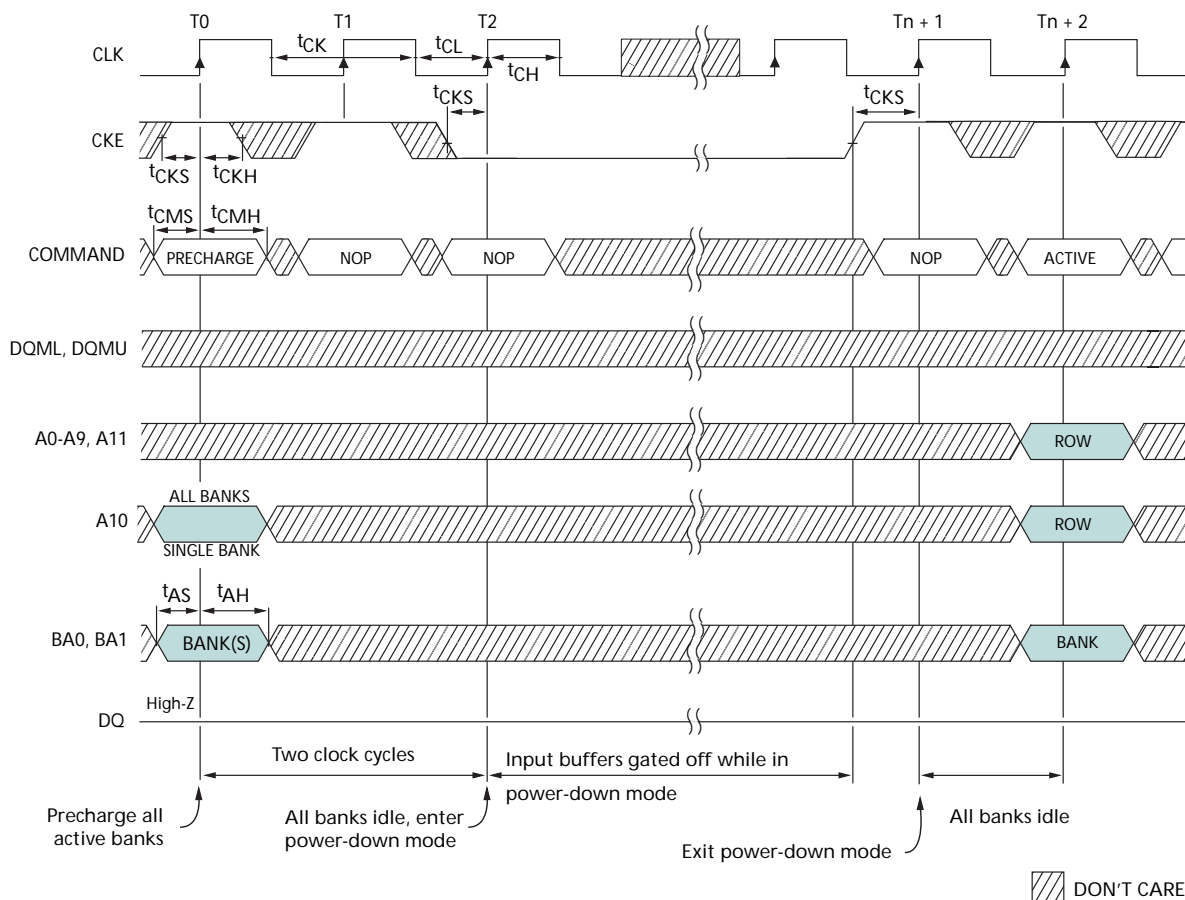 T0 T1 T2 Tn + 1 Tn + 2
CLK
tCK tCL
tCH
tCKS tCKS
CKE
tCKS tCKH
tCMS tCMH
COMMAND PRECHARGE NOP NOP NOP ACTIVE
DQML, DQMU
A0-A9, A11 ROW
ALL BANKS
A10 ROW
SINGLE BANK
tAS tAH
BA0, BA1 BANK(S) BANK
High-Z
DQ
Two clock cycles
Input buffers gated off while in
power-down mode
Precharge all
active banks
All banks idle, enter
power-down mode
All banks idle
Exit power-down mode
DON'T CARE